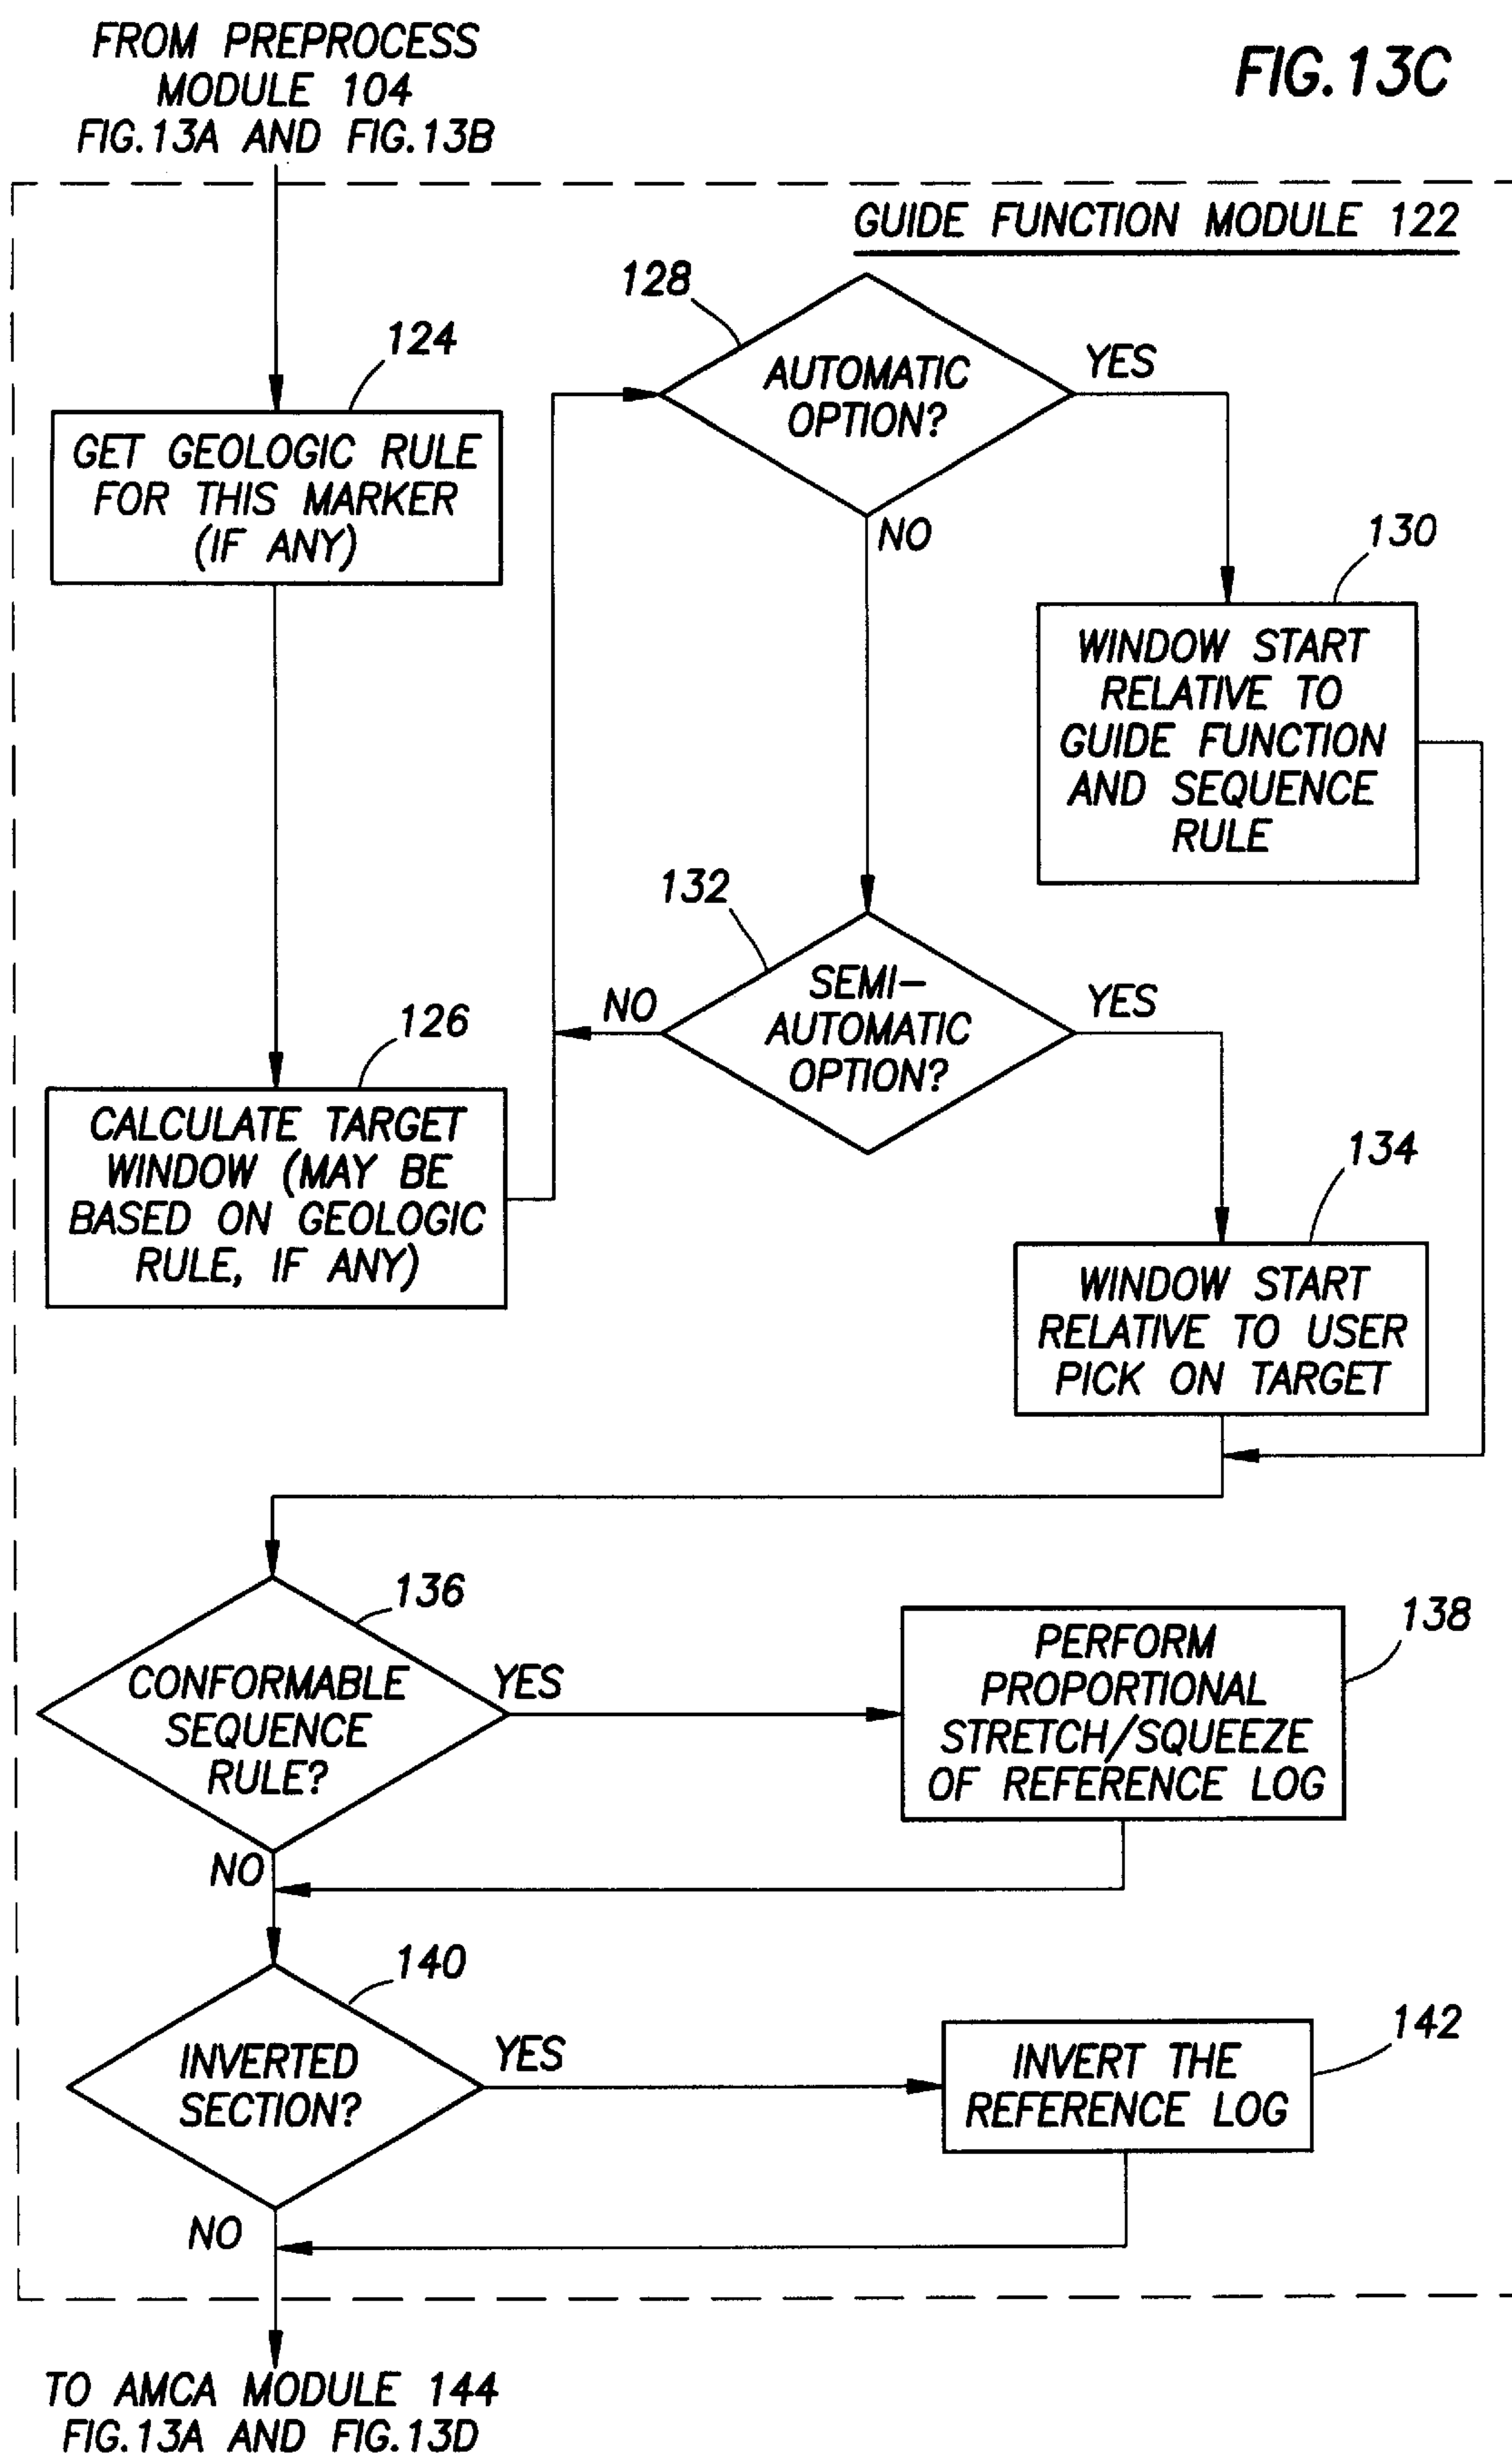 FROM PREPROCESS
MODULE 104
FIG.13A AND FIG.13B
FIG.13C
GUIDE FUNCTION MODULE 122
124
GET GEOLOGIC RULE
FOR THIS MARKER
(IF ANY)
126
CALCULATE TARGET
WINDOW (MAY BE
BASED ON GEOLOGIC
RULE, IF ANY)
128
AUTOMATIC
OPTION?
YES
NO
130
WINDOW START
RELATIVE TO
GUIDE FUNCTION
AND SEQUENCE
RULE
132
SEMI-
AUTOMATIC
OPTION?
NO
YES
134
WINDOW START
RELATIVE TO USER
PICK ON TARGET
136
CONFORMABLE
SEQUENCE
RULE?
YES
NO
138
PERFORM
PROPORTIONAL
STRETCH/SQUEEZE
OF REFERENCE LOG
140
INVERTED
SECTION?
YES
NO
142
INVERT THE
REFERENCE LOG
TO AMCA MODULE 144
FIG.13A AND FIG.13D